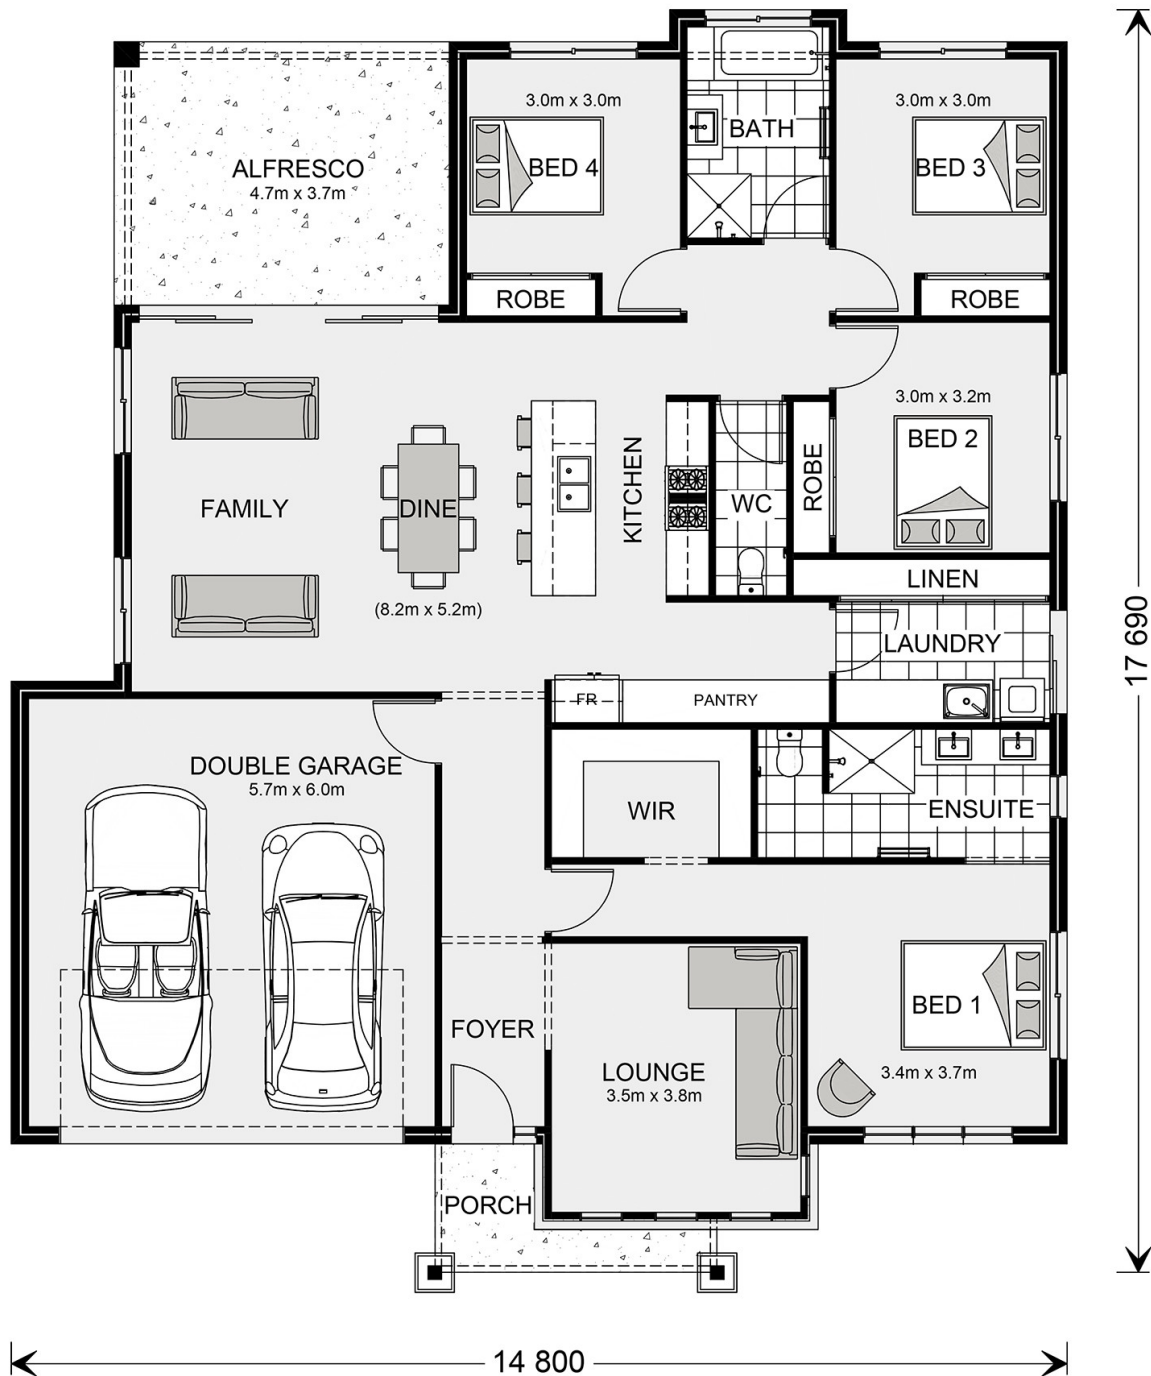 3.0m x 3.0m
BED 4
BATH
3.0m x 3.0m
BED 3
ALFRESCO
4.7m x 3.7m
ROBE
ROBE
3.0m x 3.2m
BED 2
ROBE
KITCHEN
WC
FAMILY
DINE
(8.2m x 5.2m)
LINEN
LAUNDRY
17 690
FR
PANTRY
DOUBLE GARAGE
5.7m x 6.0m
WIR
ENSUITE
BED 1
3.4m x 3.7m
FOYER
LOUNGE
3.5m x 3.8m
PORCH
14 800